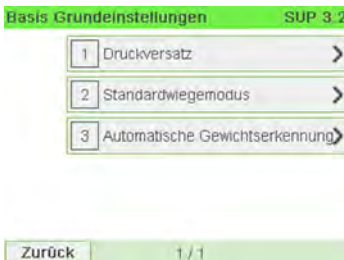 Basis Grundeinstellungen SUP 3.2
1 Druckversatz
2 Standardwiegemodus
3 Automatische Gewichtserkennung
Zurück 1 / 1